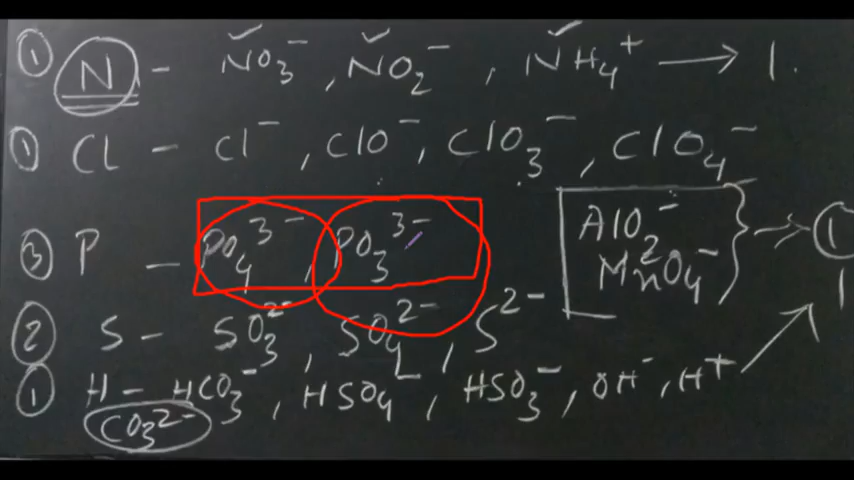 ① N - NO₃⁻, NO₂⁻, NH₄⁺ → 1.
① Cl - Cl⁻, ClO⁻, ClO₃⁻, ClO₄⁻
③ P - PO₄³⁻, PO₃³⁻
AlO₂⁻
MnO₄⁻
} → ①
1
② S - SO₃²⁻, SO₄²⁻, S²⁻
① H - HCO₃⁻, HSO₄⁻, HSO₃⁻, OH⁻, H⁺
CO₃²⁻